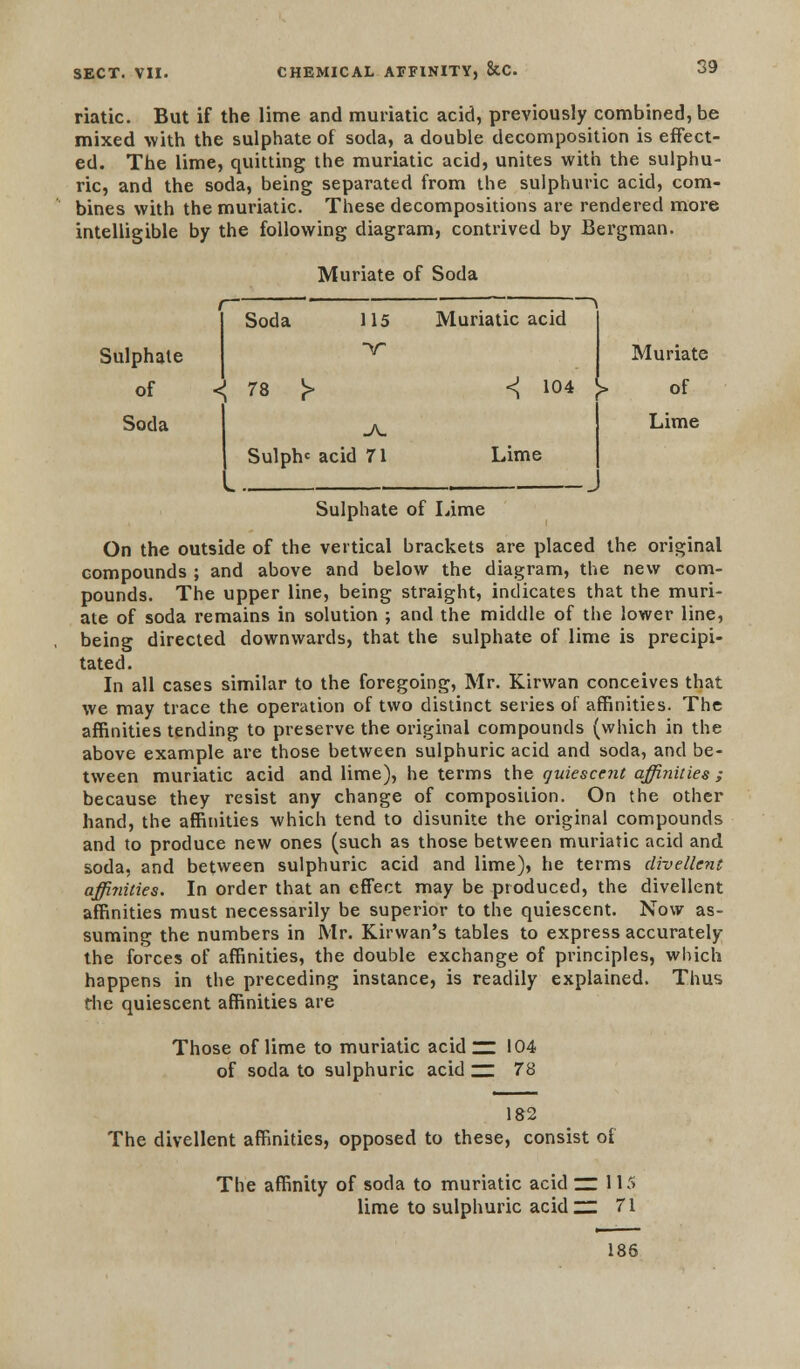 SECT. VII. CHEMICAL AFFINITY, &C. 39
riatic. But if the lime and muriatic acid, previously combined, be
mixed with the sulphate of soda, a double decomposition is effect-
ed. The lime, quitting the muriatic acid, unites with the sulphu-
ric, and the soda, being separated from the sulphuric acid, com-
bines with the muriatic. These decompositions are rendered more
intelligible by the following diagram, contrived by Bergman.
Muriate of Soda
Soda 115 Muriatic acid
Sulphate Muriate
of 78 104 of
Soda Lime
Sulphc acid 71 Lime
Sulphate of Lime
On the outside of the vertical brackets are placed the original
compounds ; and above and below the diagram, the new com-
pounds. The upper line, being straight, indicates that the muri-
ate of soda remains in solution ; and the middle of the lower line,
being directed downwards, that the sulphate of lime is precipi-
tated.
In all cases similar to the foregoing, Mr. Kirwan conceives that
we may trace the operation of two distinct series of affinities. The
affinities tending to preserve the original compounds (which in the
above example are those between sulphuric acid and soda, and be-
tween muriatic acid and lime), he terms the quiescent affinities ;
because they resist any change of composition. On the other
hand, the affinities which tend to disunite the original compounds
and to produce new ones (such as those between muriatic acid and
soda, and between sulphuric acid and lime), he terms divellent
affinities. In order that an effect may be produced, the divellent
affinities must necessarily be superior to the quiescent. Now as-
suming the numbers in Mr. Kirwan's tables to express accurately
the forces of affinities, the double exchange of principles, which
happens in the preceding instance, is readily explained. Thus
the quiescent affinities are
Those of lime to muriatic acid = 104
of soda to sulphuric acid = 78
182
The divellent affinities, opposed to these, consist of
The affinity of soda to muriatic acid = 115
lime to sulphuric acid = 71
186